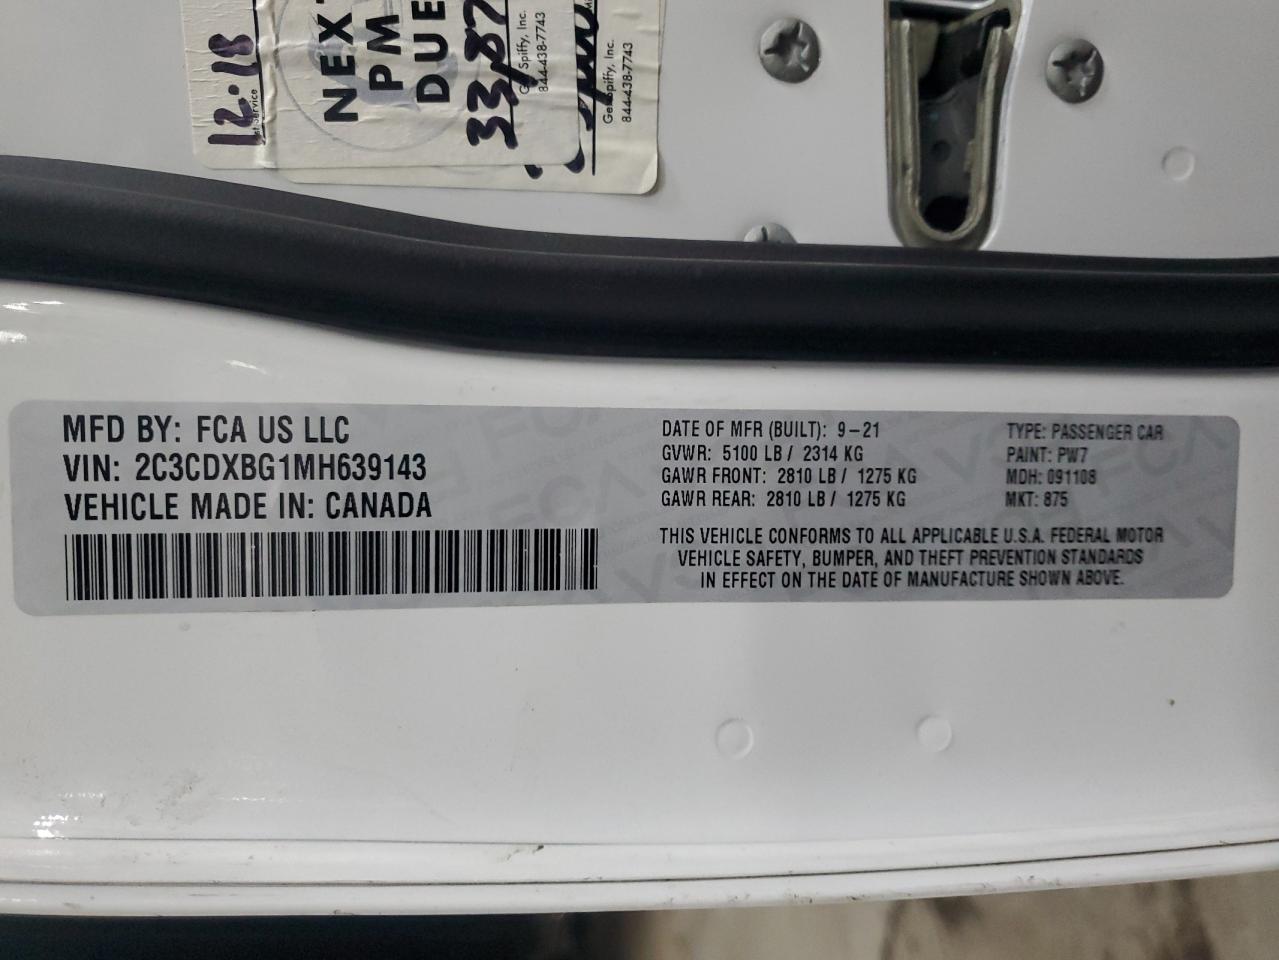 12·18
NEXT
PM
DUE
Spiffy, Inc.
844-438-7743
Get Spiffy, Inc.
844-438-7743
MFD BY: FCA US LLC
VIN: 2C3CDXBG1MH639143
VEHICLE MADE IN: CANADA
DATE OF MFR (BUILT): 9-21
GVWR: 5100 LB / 2314 KG
GAWR FRONT: 2810 LB / 1275 KG
GAWR REAR: 2810 LB / 1275 KG
TYPE: PASSENGER CAR
PAINT: PW7
MDH: 091108
MKT: 875
THIS VEHICLE CONFORMS TO ALL APPLICABLE U.S.A. FEDERAL MOTOR
VEHICLE SAFETY, BUMPER, AND THEFT PREVENTION STANDARDS
IN EFFECT ON THE DATE OF MANUFACTURE SHOWN ABOVE.